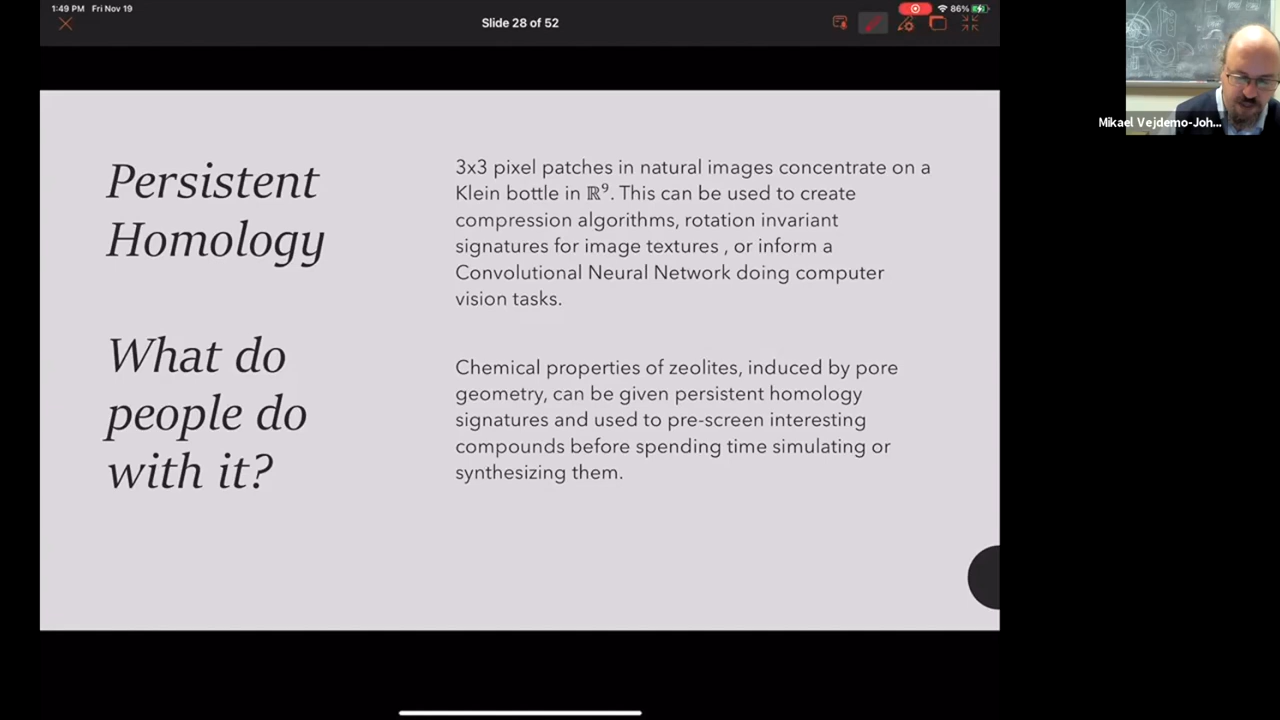 1:49 PM Fri Nov 19
86%
Slide 28 of 52
Persistent
Homology
What do
people do
with it?
3x3 pixel patches in natural images concentrate on a
Klein bottle in ℝ⁹. This can be used to create
compression algorithms, rotation invariant
signatures for image textures , or inform a
Convolutional Neural Network doing computer
vision tasks.
Chemical properties of zeolites, induced by pore
geometry, can be given persistent homology
signatures and used to pre-screen interesting
compounds before spending time simulating or
synthesizing them.
Mikael Vejdemo-Joh...